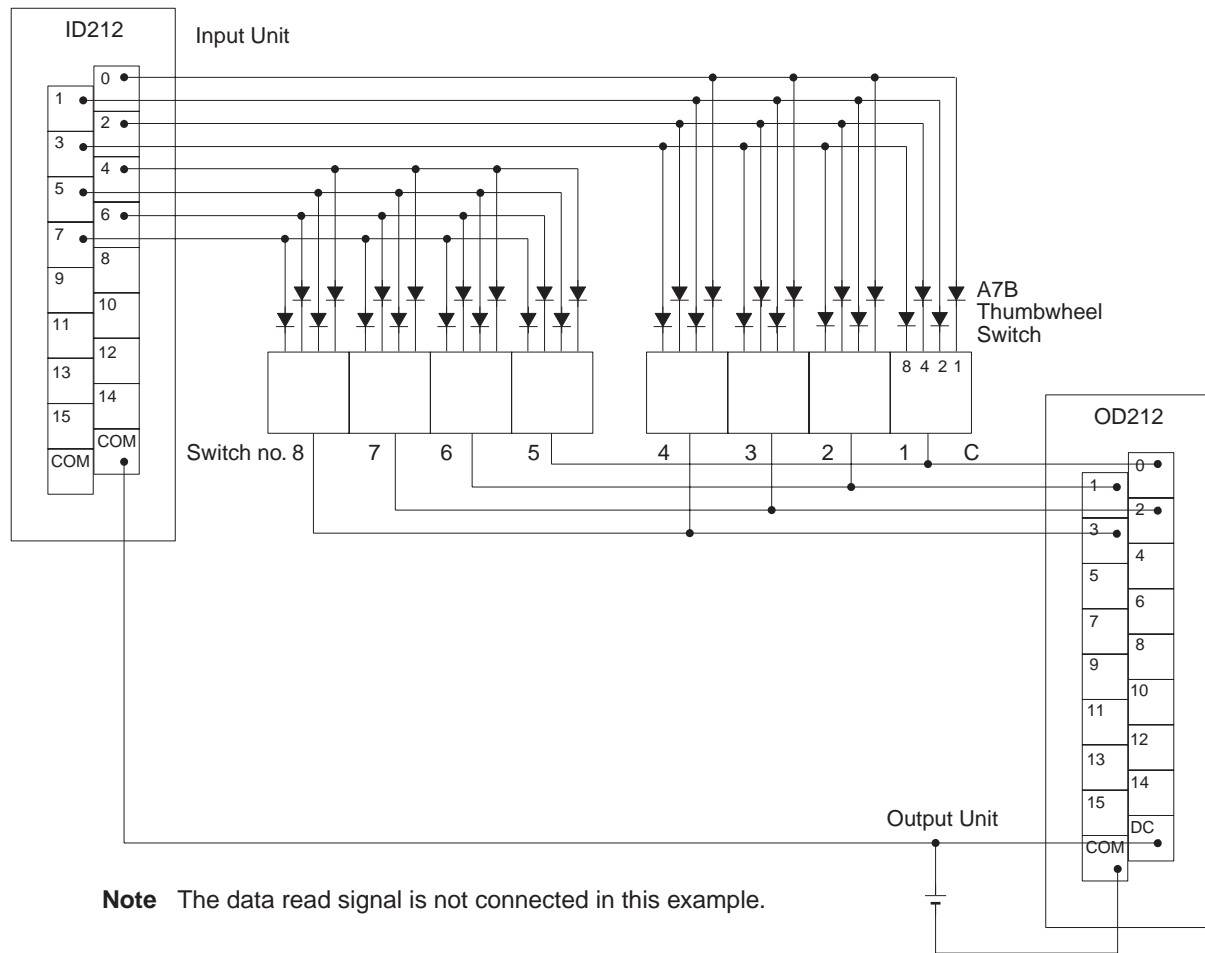 ID212
Input Unit
0
1
2
3
4
5
6
7
8
9
10
11
12
13
14
15
COM
COM
A7B
Thumbwheel
Switch
8 4 2 1
Switch no. 8 7 6 5 4 3 2 1 C
OD212
0
1
2
3
4
5
6
7
8
9
10
11
12
13
14
15
DC
COM
Output Unit
Note The data read signal is not connected in this example.